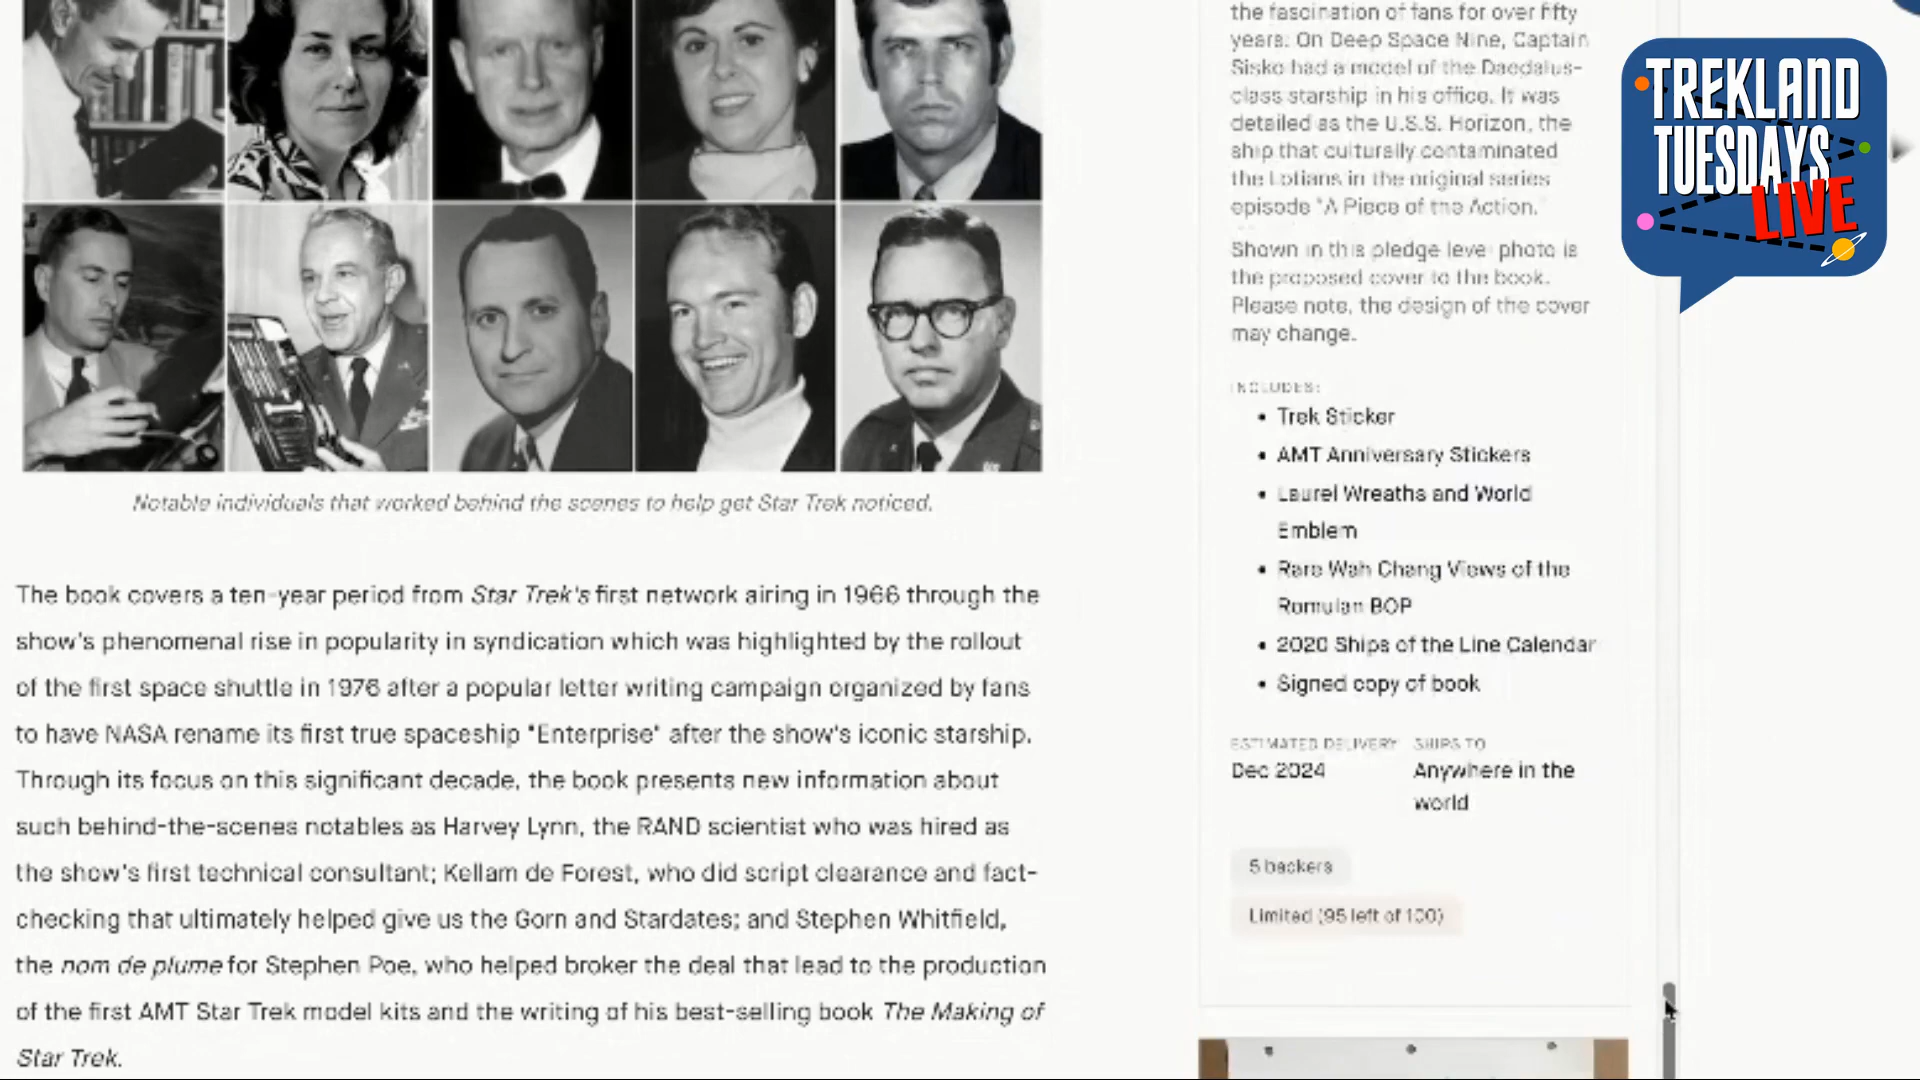 Notable individuals that worked behind the scenes to help get Star Trek noticed.
The book covers a ten-year period from Star Trek's first network airing in 1966 through the
show's phenomenal rise in popularity in syndication which was highlighted by the rollout
of the first space shuttle in 1976 after a popular letter writing campaign organized by fans
to have NASA rename its first true spaceship "Enterprise" after the show's iconic starship.
Through its focus on this significant decade, the book presents new information about
such behind-the-scenes notables as Harvey Lynn, the RAND scientist who was hired as
the show's first technical consultant; Kellam de Forest, who did script clearance and fact-
checking that ultimately helped give us the Gorn and Stardates; and Stephen Whitfield,
the nom de plume for Stephen Poe, who helped broker the deal that lead to the production
of the first AMT Star Trek model kits and the writing of his best-selling book The Making of
Star Trek.
the fascination of fans for over fifty
years: On Deep Space Nine, Captain
Sisko had a model of the Daedalus-
class starship in his office. It was
detailed as the U.S.S. Horizon, the
ship that culturally contaminated
the Iotians in the original series
episode "A Piece of the Action."
Shown in this pledge level photo is
the proposed cover to the book.
Please note, the design of the cover
may change.
INCLUDES:
• Trek Sticker
• AMT Anniversary Stickers
• Laurel Wreaths and World
Emblem
• Rare Wah Chang Views of the
Romulan BOP
• 2020 Ships of the Line Calendar
• Signed copy of book
ESTIMATED DELIVERY SHIPS TO
Dec 2024 Anywhere in the
world
5 backers
Limited (95 left of 100)
TREKLAND
TUESDAYS
LIVE